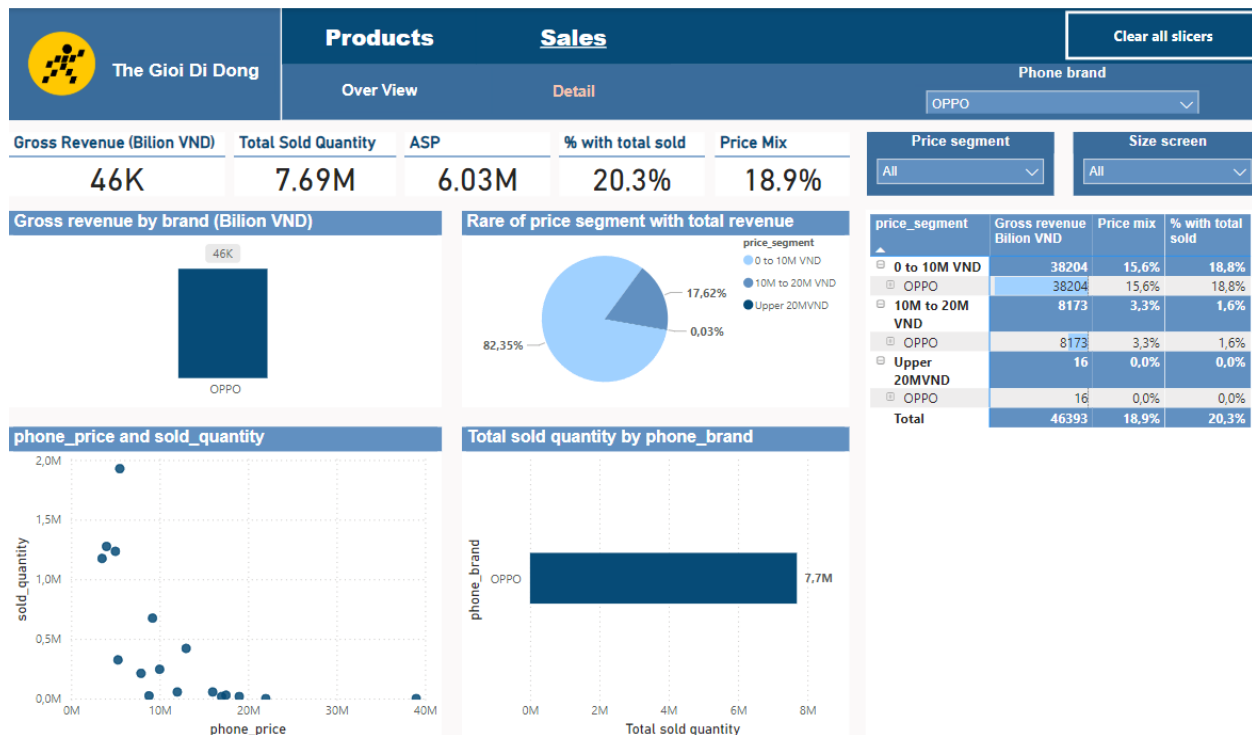 The Gioi Di Dong
Products
Sales
Clear all slicers
Over View
Detail
Phone brand
OPPO
Gross Revenue (Bilion VND)
46K
Total Sold Quantity
7.69M
ASP
6.03M
% with total sold
20.3%
Price Mix
18.9%
Price segment
All
Size screen
All
Gross revenue by brand (Bilion VND)
46K
OPPO
Rare of price segment with total revenue
price_segment
0 to 10M VND
10M to 20M VND
Upper 20MVND
17,62%
0,03%
82,35%
price_segment
Gross revenue
Bilion VND
Price mix
% with total
sold
0 to 10M VND 38204 15,6% 18,8%
OPPO 38204 15,6% 18,8%
10M to 20M 8173 3,3% 1,6%
VND
OPPO 8173 3,3% 1,6%
Upper 16 0,0% 0,0%
20MVND
OPPO 16 0,0% 0,0%
Total 46393 18,9% 20,3%
phone_price and sold_quantity
2,0M
1,5M
1,0M
0,5M
0,0M
sold_quantity
0M 10M 20M 30M 40M
phone_price
Total sold quantity by phone_brand
phone_brand
OPPO
7,7M
0M 2M 4M 6M 8M
Total sold quantity